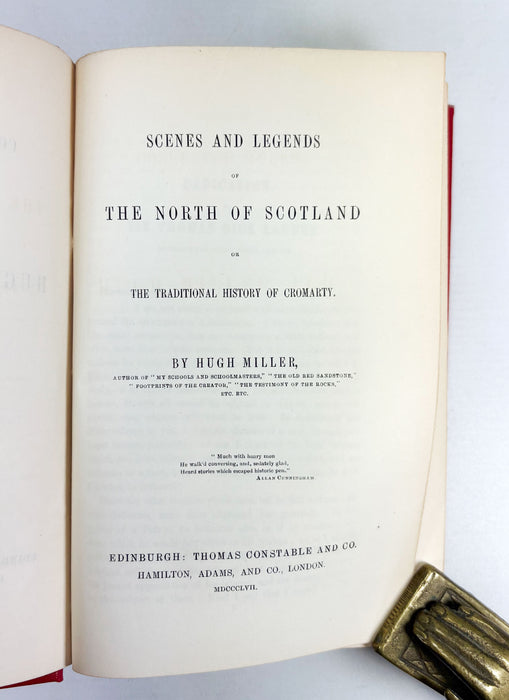 SCENES AND LEGENDS
OF
THE NORTH OF SCOTLAND
OR
THE TRADITIONAL HISTORY OF CROMARTY.
BY HUGH MILLER,
AUTHOR OF "MY SCHOOLS AND SCHOOLMASTERS," "THE OLD RED SANDSTONE,"
"FOOTPRINTS OF THE CREATOR," "THE TESTIMONY OF THE ROCKS,"
ETC. ETC.
"Much with hoary men
He walk'd conversing, and, sedately glad,
Heard stories which escaped historic pen."
ALLAN CUNNINGHAM
EDINBURGH: THOMAS CONSTABLE AND CO.
HAMILTON, ADAMS, AND CO., LONDON.
MDCCCLVII.